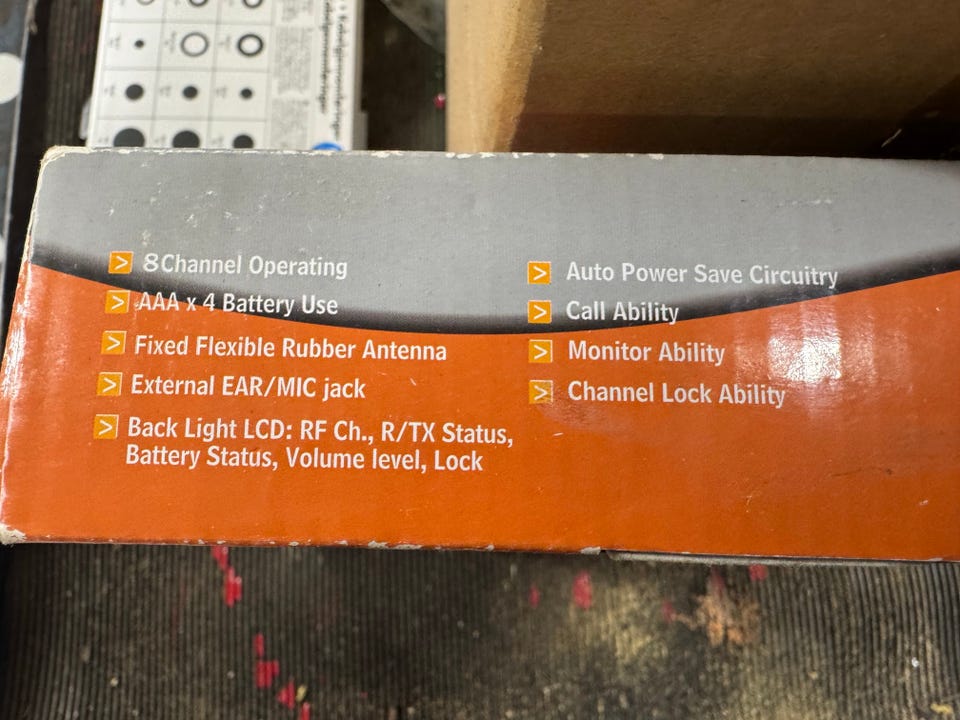 8Channel Operating
AAA x 4 Battery Use
Fixed Flexible Rubber Antenna
External EAR/MIC jack
Back Light LCD: RF Ch., R/TX Status,
Battery Status, Volume level, Lock
Auto Power Save Circuitry
Call Ability
Monitor Ability
Channel Lock Ability